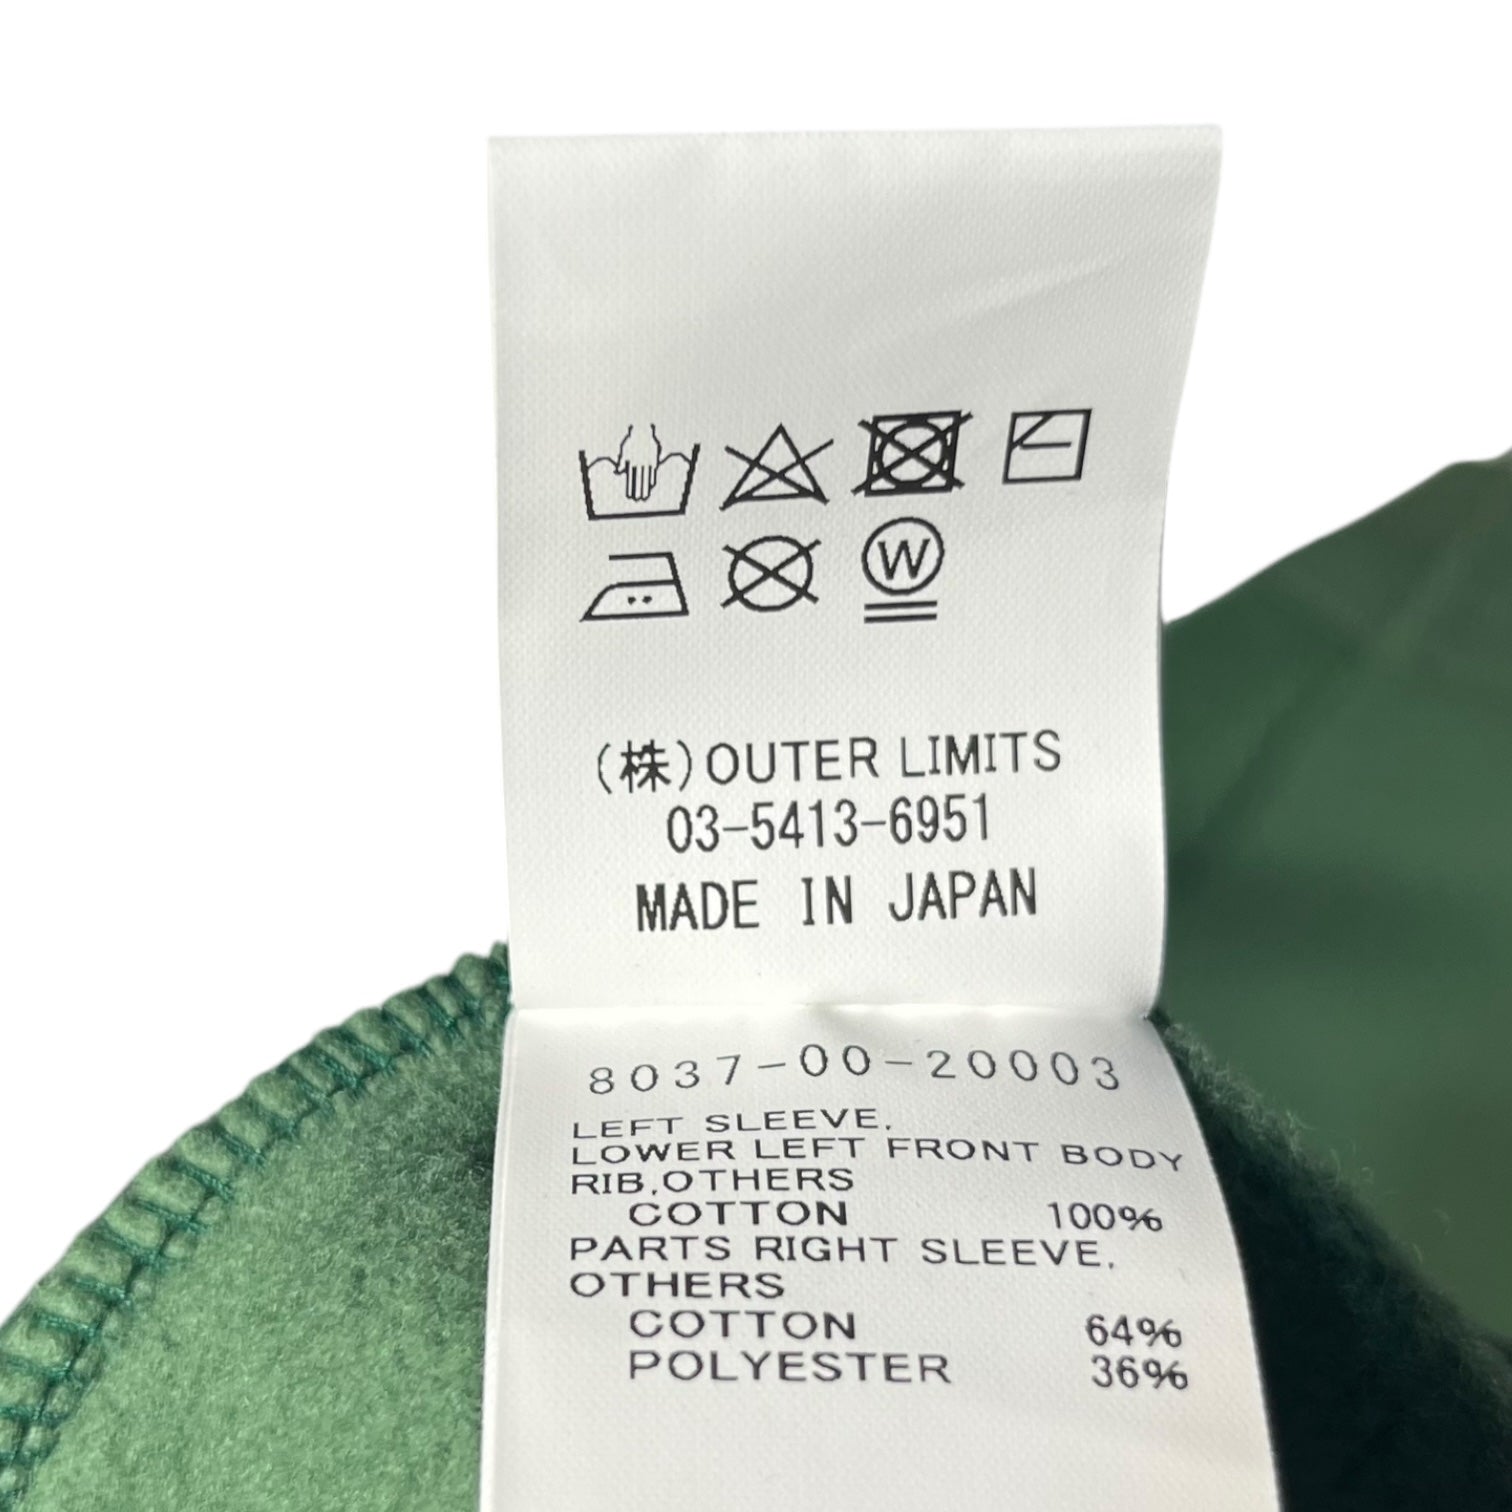 W
(株)OUTER LIMITS
03-5413-6951
MADE IN JAPAN
8037-00-20003
LEFT SLEEVE.
LOWER LEFT FRONT BODY
RIB.OTHERS
COTTON 100%
PARTS RIGHT SLEEVE.
OTHERS
COTTON 64%
POLYESTER 36%